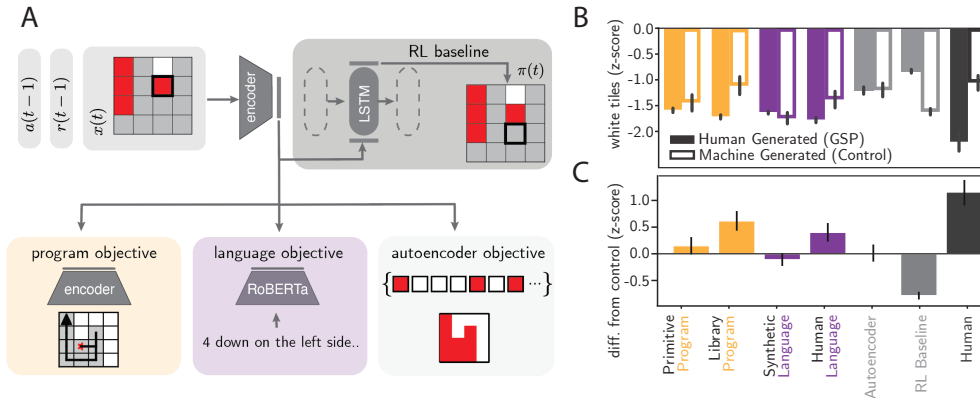 A
a(t − 1)
r(t − 1)
x(t)
encoder
RL baseline
LSTM
π(t)
program objective
encoder
language objective
RoBERTa
4 down on the left side..
autoencoder objective
{ ... }
B
white tiles (z-score)
0.0
-0.5
-1.0
-1.5
-2.0
Human Generated (GSP)
Machine Generated (Control)
C
diff. from control (z-score)
1.0
0.5
0.0
-0.5
Primitive
Program
Library
Program
Synthetic
Language
Human
Language
Autoencoder
RL Baseline
Human